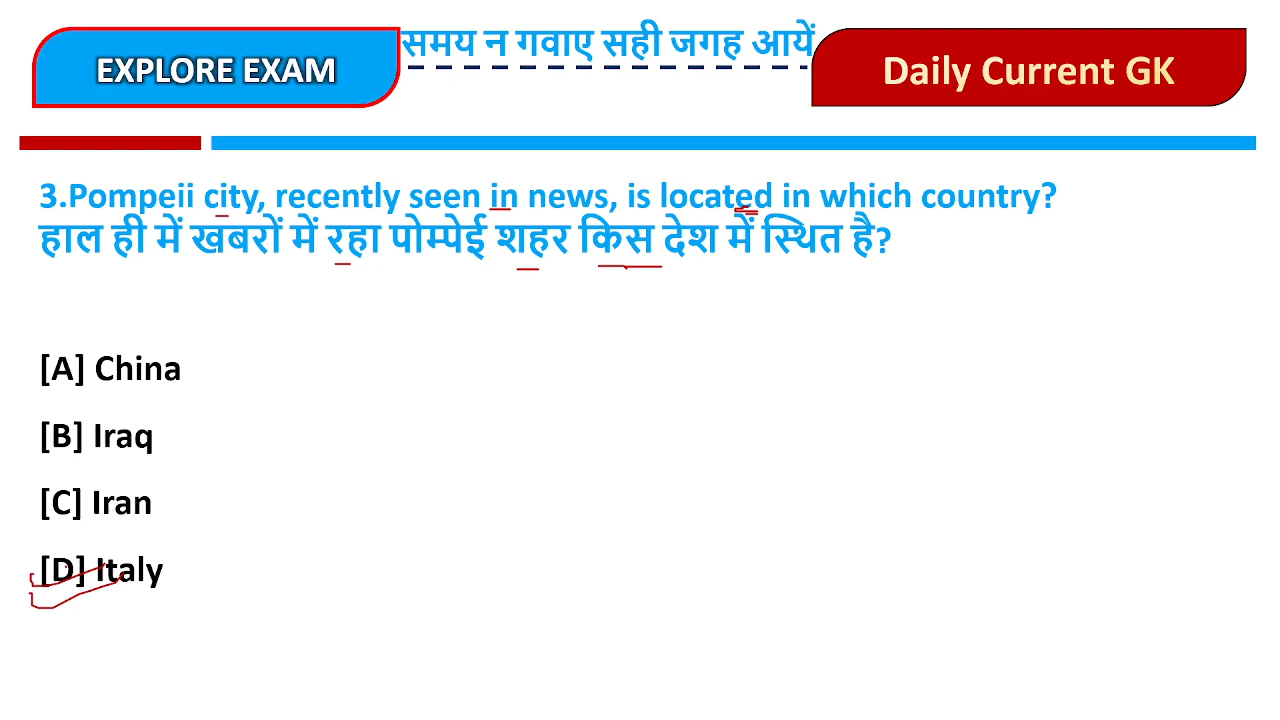 समय न गवाए सही जगह आयें
EXPLORE EXAM
Daily Current GK
3.Pompeii city, recently seen in news, is located in which country?
हाल ही में खबरों में रहा पोम्पेई शहर किस देश में स्थित है?
[A] China
[B] Iraq
[C] Iran
[D] Italy